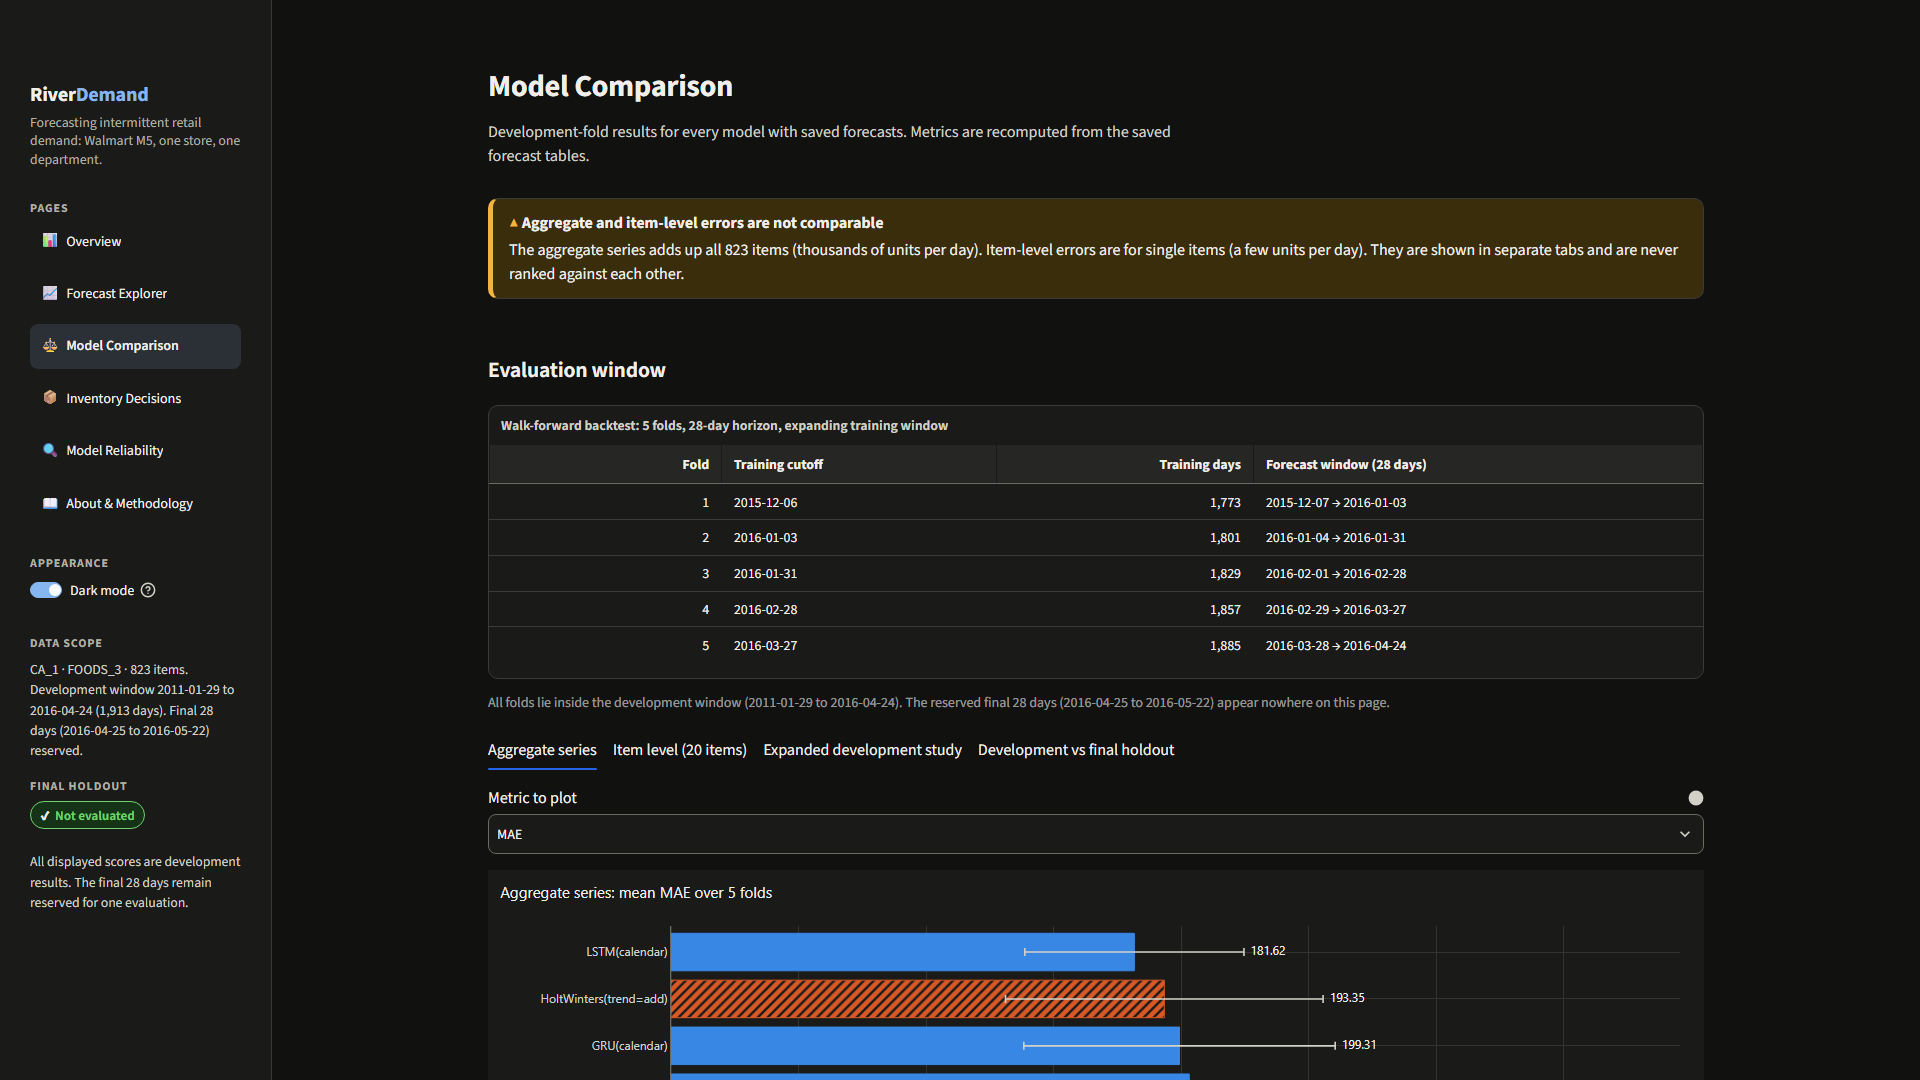 RiverDemand
Forecasting intermittent retail
demand: Walmart M5, one store, one
department.
PAGES
Overview
Forecast Explorer
Model Comparison
Inventory Decisions
Model Reliability
About & Methodology
APPEARANCE
Dark mode
DATA SCOPE
CA_1 · FOODS_3 · 823 items.
Development window 2011-01-29 to
2016-04-24 (1,913 days). Final 28
days (2016-04-25 to 2016-05-22)
reserved.
FINAL HOLDOUT
✓ Not evaluated
All displayed scores are development
results. The final 28 days remain
reserved for one evaluation.
Model Comparison
Development-fold results for every model with saved forecasts. Metrics are recomputed from the saved
forecast tables.
Aggregate and item-level errors are not comparable
The aggregate series adds up all 823 items (thousands of units per day). Item-level errors are for single items (a few units per day). They are shown in separate tabs and are never
ranked against each other.
Evaluation window
Walk-forward backtest: 5 folds, 28-day horizon, expanding training window
Fold Training cutoff Training days Forecast window (28 days)
1 2015-12-06 1,773 2015-12-07 → 2016-01-03
2 2016-01-03 1,801 2016-01-04 → 2016-01-31
3 2016-01-31 1,829 2016-02-01 → 2016-02-28
4 2016-02-28 1,857 2016-02-29 → 2016-03-27
5 2016-03-27 1,885 2016-03-28 → 2016-04-24
All folds lie inside the development window (2011-01-29 to 2016-04-24). The reserved final 28 days (2016-04-25 to 2016-05-22) appear nowhere on this page.
Aggregate series Item level (20 items) Expanded development study Development vs final holdout
Metric to plot
MAE
Aggregate series: mean MAE over 5 folds
LSTM(calendar) 181.62
HoltWinters(trend=add) 193.35
GRU(calendar) 199.31